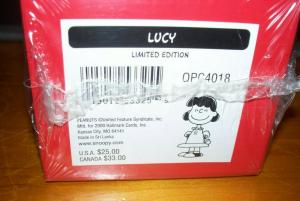 LUCY
LIMITED EDITION
QPC4018
PEANUTS ©United Feature Syndicate, Inc.
Mfd. for 2000 Hallmark Cards, Inc.
Kansas City, MO 64141
Made in Sri Lanka
www.snoopy.com
U.S.A. $25.00
CANADA $33.00